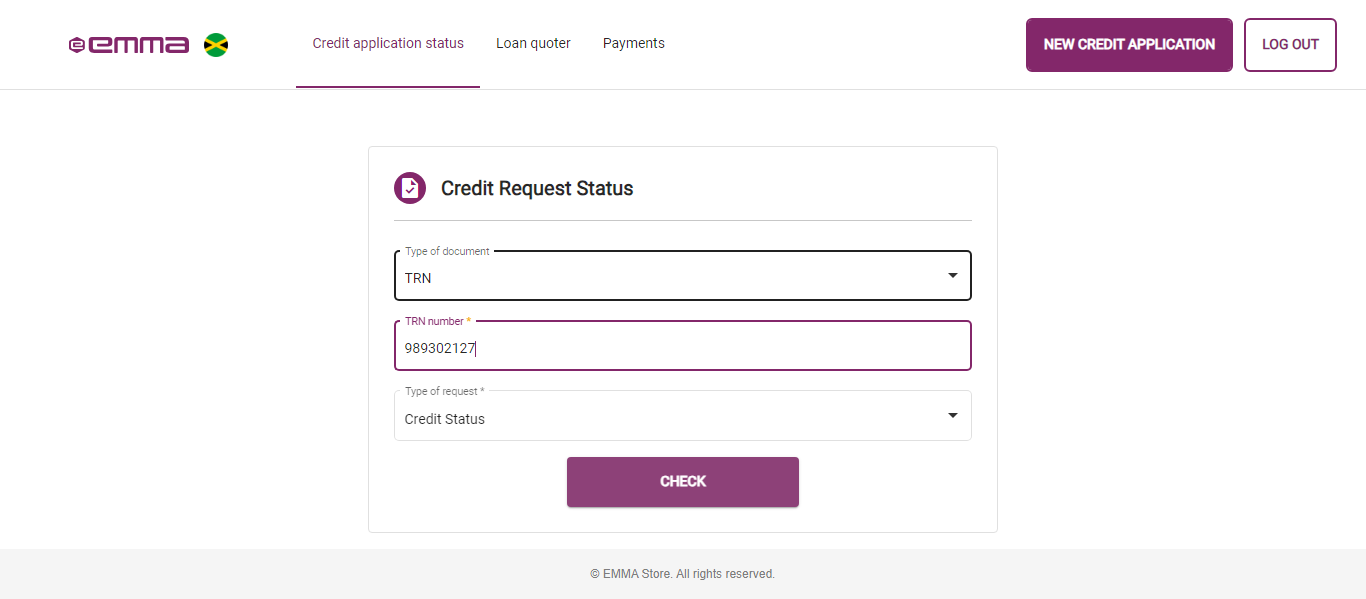 emma
Credit application status
Loan quoter
Payments
NEW CREDIT APPLICATION
LOG OUT
Credit Request Status
Type of document
TRN
TRN number *
989302127
Type of request *
Credit Status
CHECK
© EMMA Store. All rights reserved.